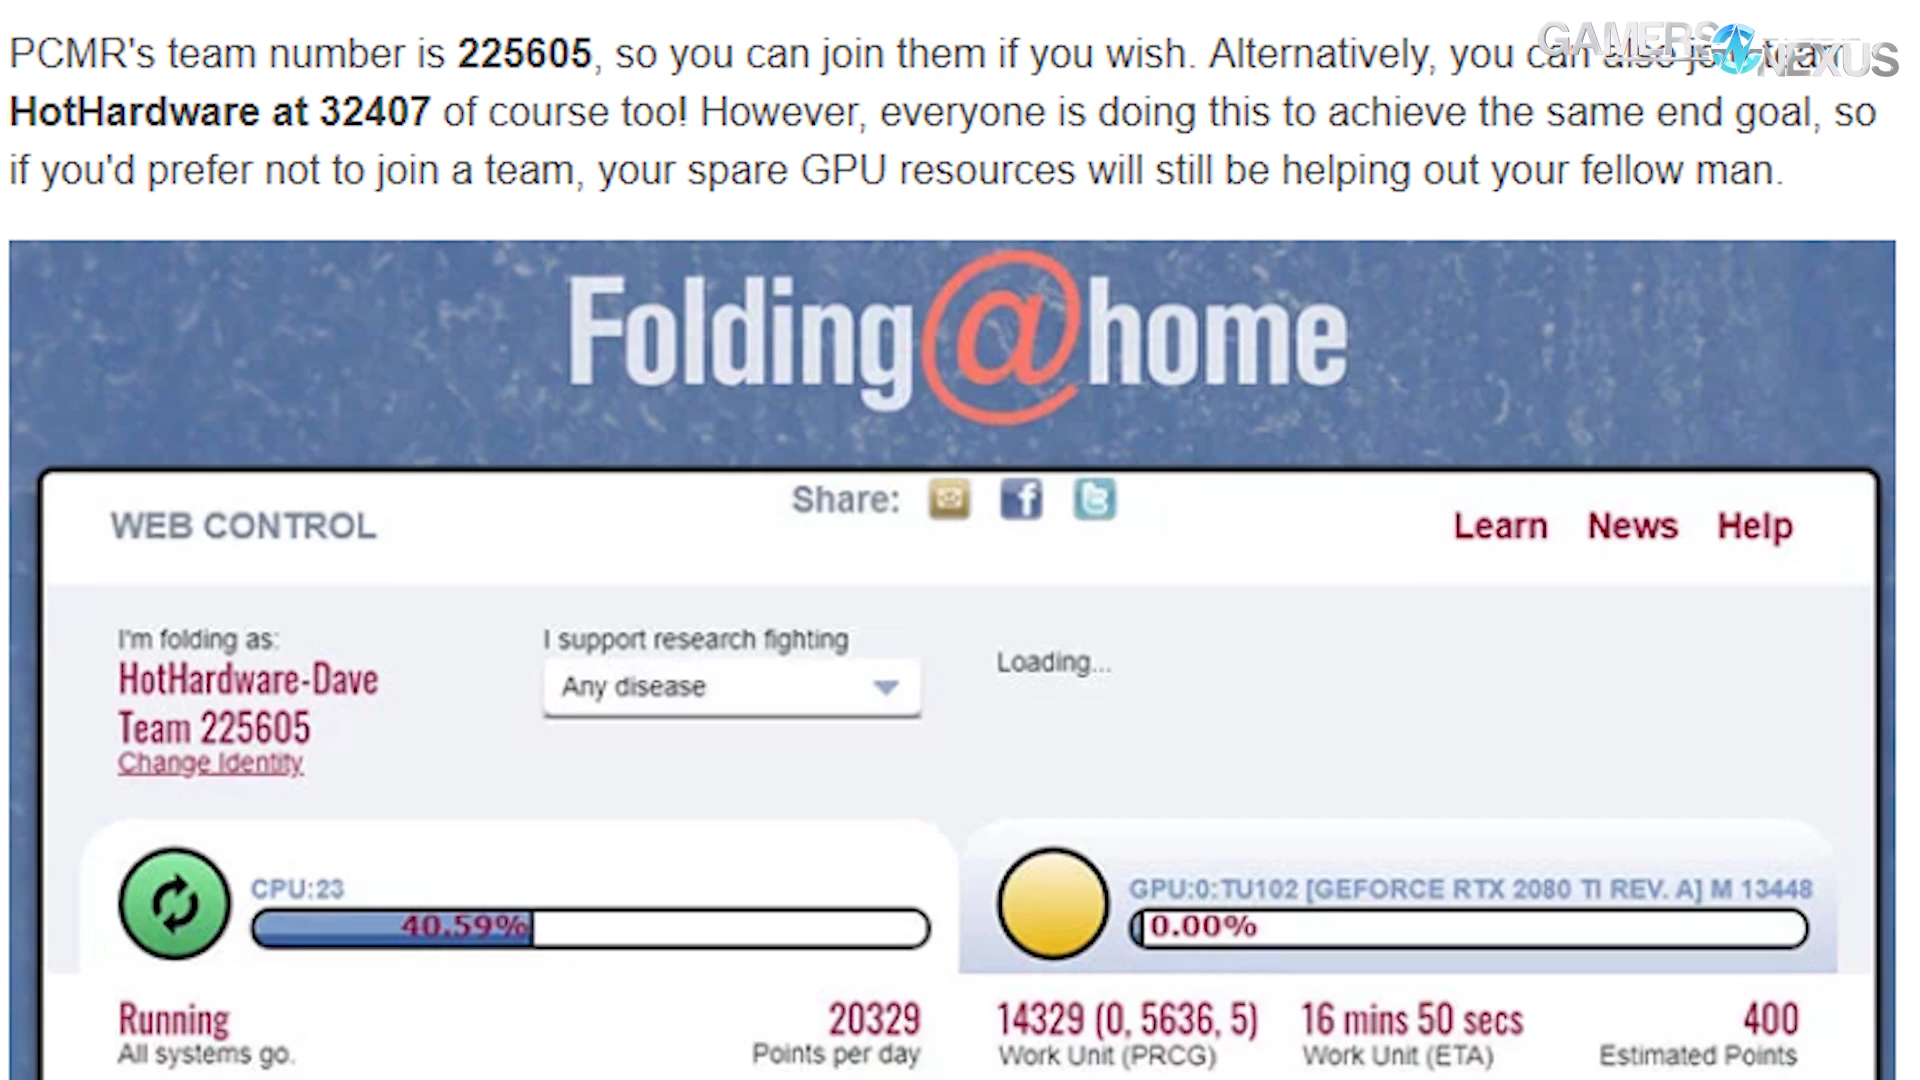 GAMERS NEXUS
PCMR's team number is 225605, so you can join them if you wish. Alternatively, you can also join team
HotHardware at 32407 of course too! However, everyone is doing this to achieve the same end goal, so
if you'd prefer not to join a team, your spare GPU resources will still be helping out your fellow man.
Folding@home
Share:
WEB CONTROL
Learn News Help
I'm folding as:
HotHardware-Dave
Team 225605
Change Identity
I support research fighting
Any disease
Loading...
CPU:23
40.59%
GPU:0:TU102 [GEFORCE RTX 2080 TI REV. A] M 13448
0.00%
Running
All systems go.
20329
Points per day
14329 (0, 5636, 5)
Work Unit (PRCG)
16 mins 50 secs
Work Unit (ETA)
400
Estimated Points